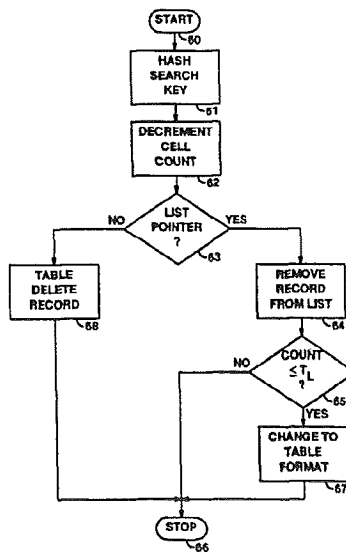 START
60
HASH
SEARCH
KEY
61
DECREMENT
CELL
COUNT
62
NO
LIST
POINTER
?
YES
63
TABLE
DELETE
RECORD
68
REMOVE
RECORD
FROM LIST
64
NO
COUNT
≤ TL
?
65
YES
CHANGE TO
TABLE
FORMAT
67
STOP
66